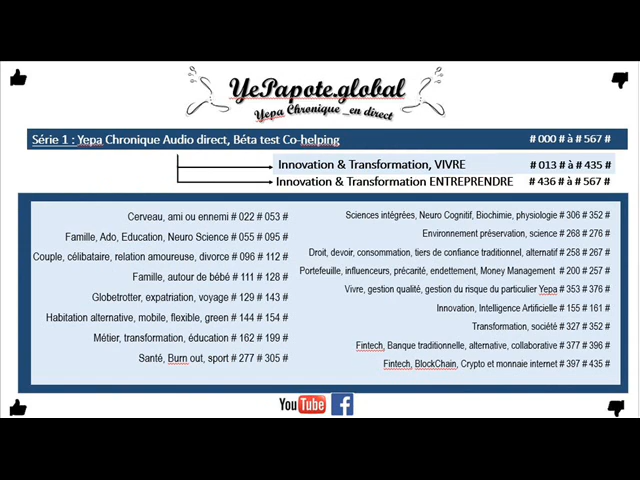 YePapote.global
Yepa Chronique _en direct
Série 1 : Yepa Chronique Audio direct, Béta test Co-helping # 000 # à # 567 #
Innovation & Transformation, VIVRE # 013 # à # 435 #
Innovation & Transformation ENTREPRENDRE # 436 # à # 567 #
Cerveau, ami ou ennemi # 022 # 053 #
Famille, Ado, Education, Neuro Science # 055 # 095 #
Couple, célibataire, relation amoureuse, divorce # 096 # 112 #
Famille, autour de bébé # 111 # 128 #
Globetrotter, expatriation, voyage # 129 # 143 #
Habitation alternative, mobile, flexible, green # 144 # 154 #
Métier, transformation, éducation # 162 # 199 #
Santé, Burn out, sport # 277 # 305 #
Sciences intégrées, Neuro Cognitif, Biochimie, physiologie # 306 # 352 #
Environnement préservation, science # 268 # 276 #
Droit, devoir, consommation, tiers de confiance traditionnel, alternatif # 258 # 267 #
Portefeuille, influenceurs, précarité, endettement, Money Management # 200 # 257 #
Vivre, gestion qualité, gestion du risque du particulier Yepa # 353 # 376 #
Innovation, Intelligence Artificielle # 155 # 161 #
Transformation, société # 327 # 352 #
Fintech, Banque traditionnelle, alternative, collaborative # 377 # 396 #
Fintech, BlockChain, Crypto et monnaie internet # 397 # 435 #
YouTube f